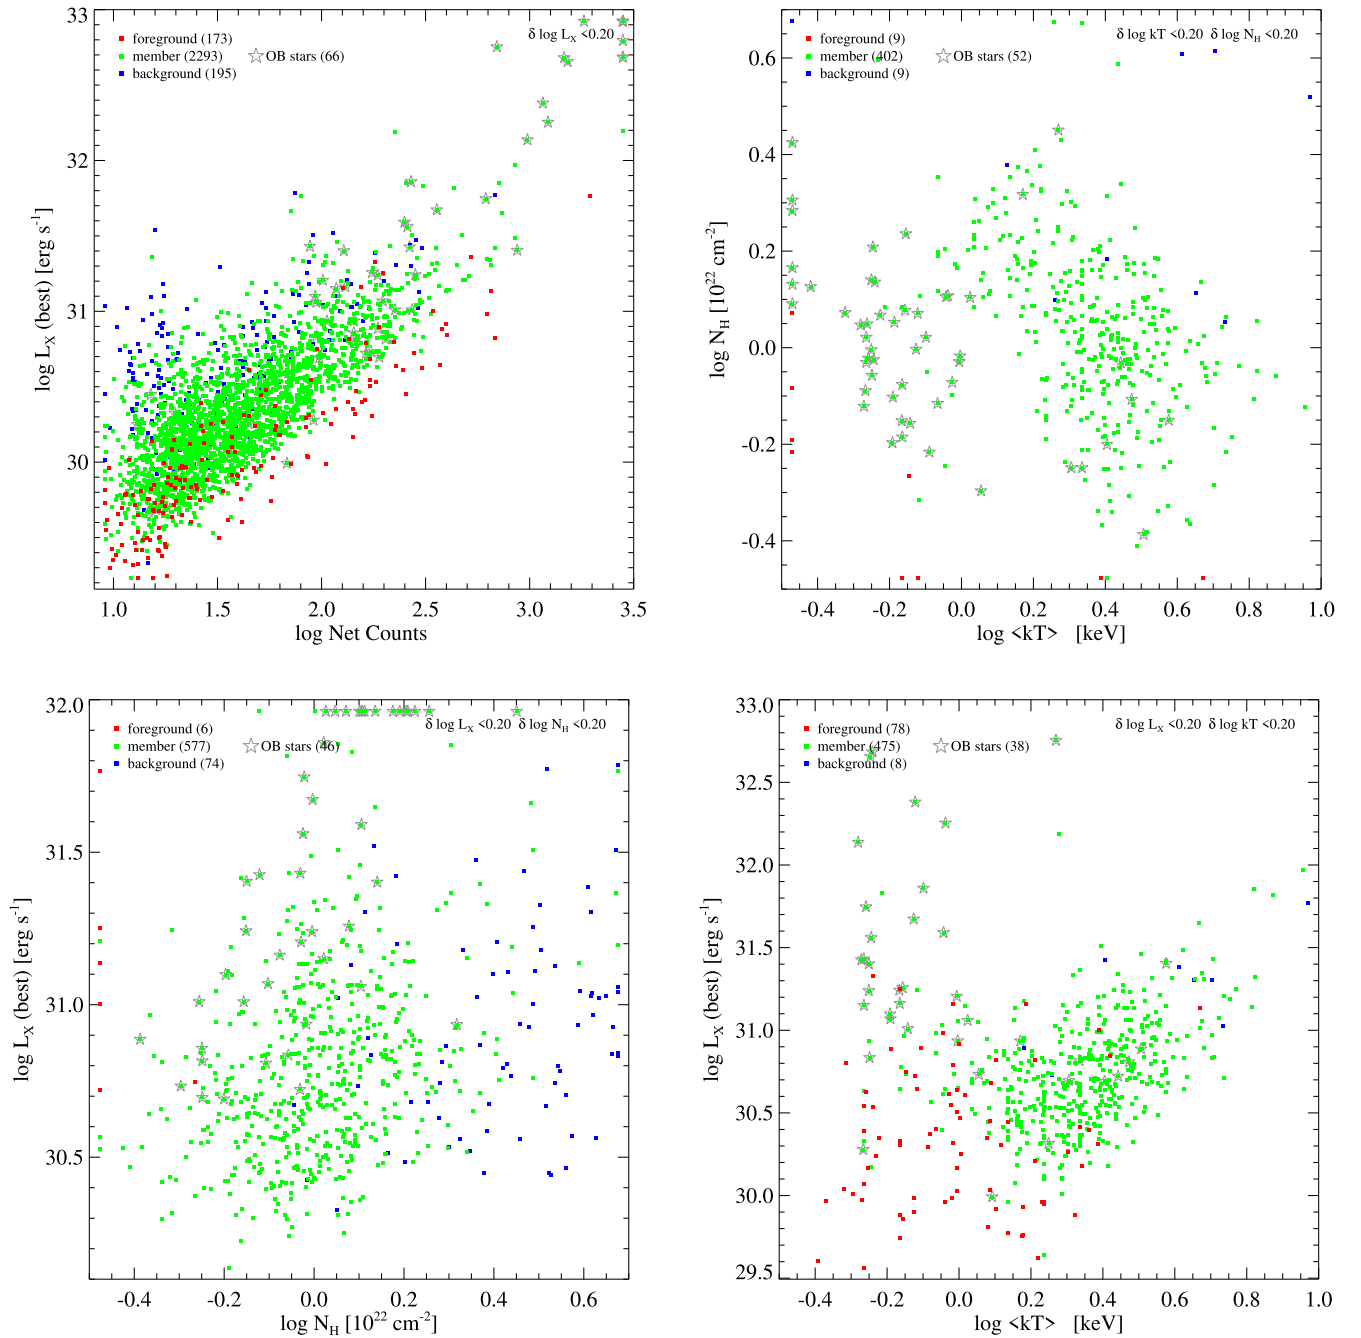 δ log L_X <0.20
foreground (173)
member (2293)
OB stars (66)
background (195)
33
32
31
30
log L_X (best) [erg s^-1]
1.0 1.5 2.0 2.5 3.0 3.5
log Net Counts
δ log kT <0.20 δ log N_H <0.20
foreground (9)
member (402)
OB stars (52)
background (9)
0.6
0.4
0.2
0.0
-0.2
-0.4
log N_H [10^22 cm^-2]
-0.4 -0.2 0.0 0.2 0.4 0.6 0.8 1.0
log <kT> [keV]
δ log L_X <0.20 δ log N_H <0.20
foreground (6)
member (577)
OB stars (46)
background (74)
32.0
31.5
31.0
30.5
log L_X (best) [erg s^-1]
-0.4 -0.2 0.0 0.2 0.4 0.6
log N_H [10^22 cm^-2]
δ log L_X <0.20 δ log kT <0.20
foreground (78)
member (475)
OB stars (38)
background (8)
33.0
32.5
32.0
31.5
31.0
30.5
30.0
29.5
log L_X (best) [erg s^-1]
-0.4 -0.2 0.0 0.2 0.4 0.6 0.8 1.0
log <kT> [keV]